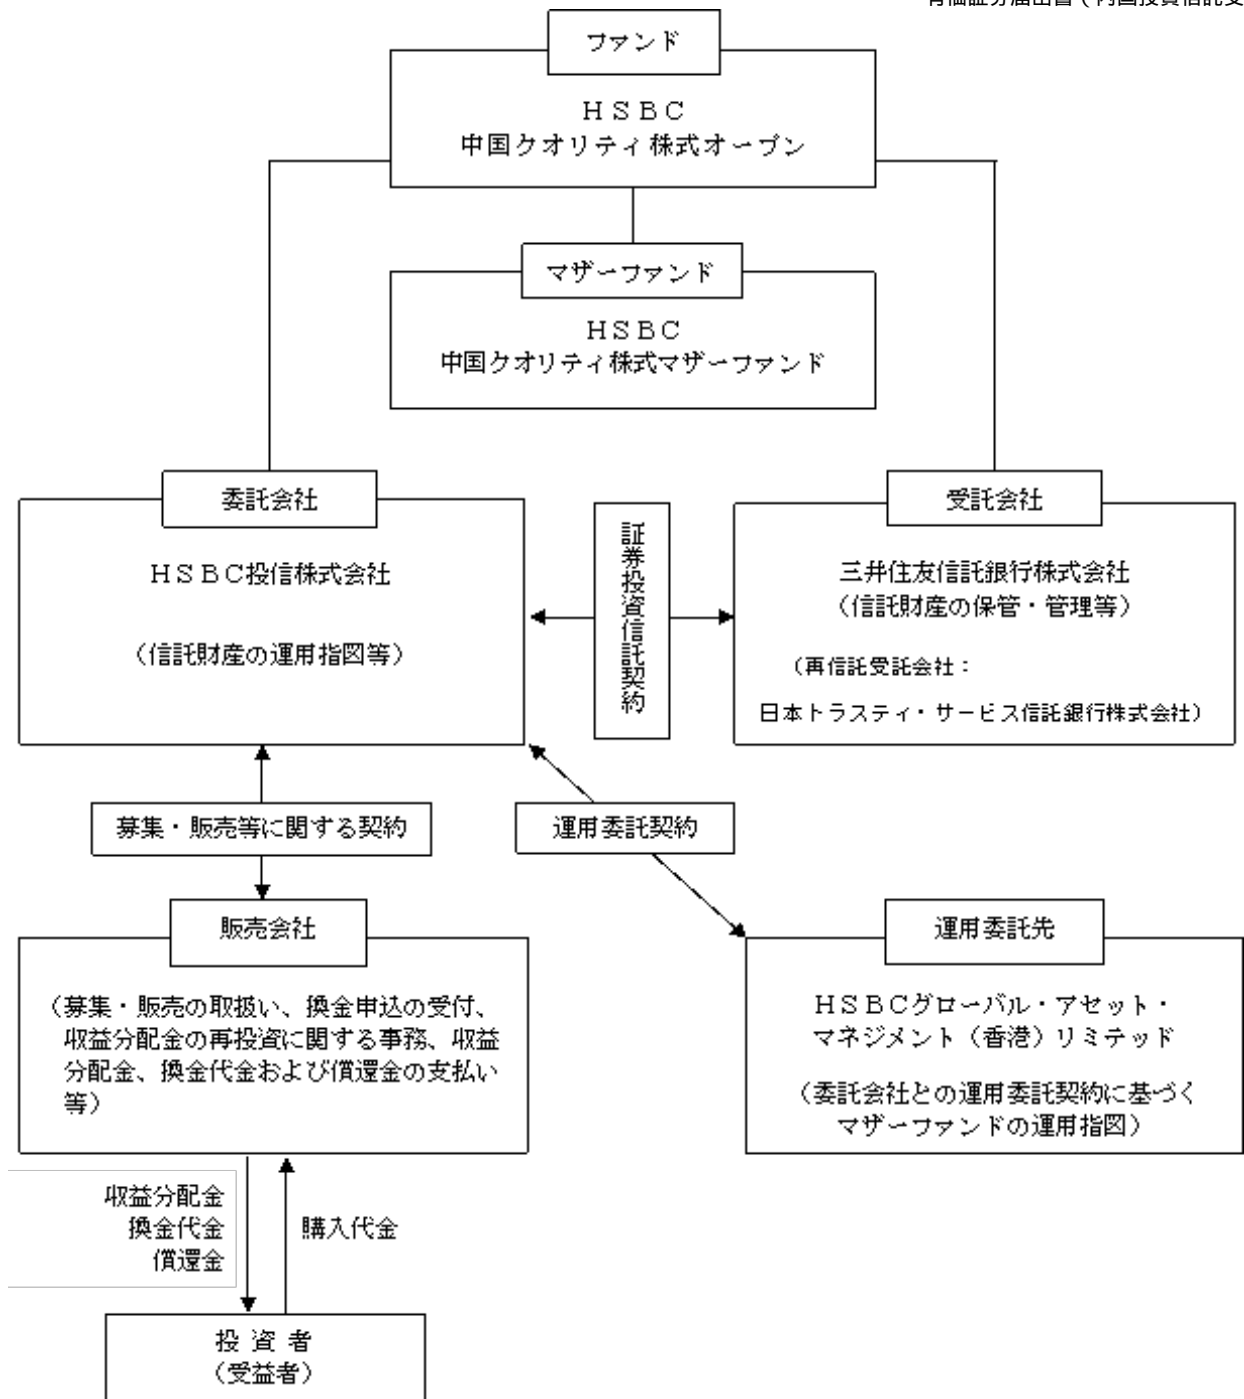 ファンド
ＨＳＢＣ
中国クオリティ株式オープン
マザーファンド
ＨＳＢＣ
中国クオリティ株式マザーファンド
委託会社
ＨＳＢＣ投信株式会社
（信託財産の運用指図等）
証券投資信託契約
受託会社
三井住友信託銀行株式会社
（信託財産の保管・管理等）
（再信託受託会社：
日本トラスティ・サービス信託銀行株式会社）
募集・販売等に関する契約
運用委託契約
販売会社
（募集・販売の取扱い、換金申込の受付、
収益分配金の再投資に関する事務、収益
分配金、換金代金および償還金の支払い
等）
運用委託先
ＨＳＢＣグローバル・アセット・
マネジメント（香港）リミテッド
（委託会社との運用委託契約に基づく
マザーファンドの運用指図）
収益分配金
換金代金
償還金
購入代金
投 資 者
（受益者）